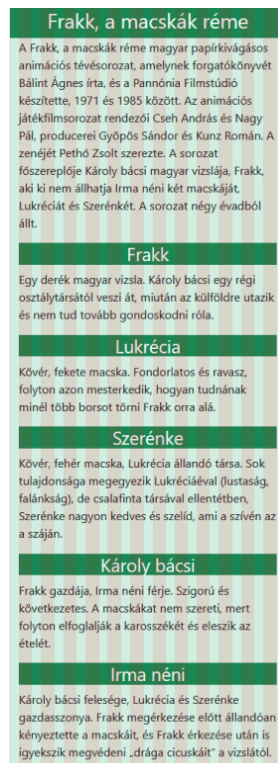 Frakk, a macskák réme
A Frakk, a macskák réme magyar papírkivágásos
animációs tévésorozat, amelynek forgatókönyvét
Bálint Ágnes írta, és a Pannónia Filmstúdió
készítette, 1971 és 1985 között. Az animációs
játékfilmsorozat rendezői Cseh András és Nagy
Pál, producerei Gyöpös Sándor és Kunz Román. A
zenéjét Pethő Zsolt szerezte. A sorozat
főszereplője Károly bácsi magyar vizslája, Frakk,
aki ki nem állhatja Irma néni két macskáját,
Lukréciát és Szerénkét. A sorozat négy évadból
állt.
Frakk
Egy derék magyar vizsla. Károly bácsi egy régi
osztálytársától veszi át, miután az külföldre utazik
és nem tud tovább gondoskodni róla.
Lukrécia
Kövér, fekete macska. Fondorlatos és ravasz,
folyton azon mesterkedik, hogyan tudnának
minél több borsot törni Frakk orra alá.
Szerénke
Kövér, fehér macska, Lukrécia állandó társa. Sok
tulajdonsága megegyezik Lukréciáéval (lustaság,
falánkság), de csalafinta társával ellentétben,
Szerénke nagyon kedves és szelíd, ami a szívén az
a száján.
Károly bácsi
Frakk gazdája, Irma néni férje. Szigorú és
következetes. A macskákat nem szereti, mert
folyton elfoglalják a karosszékét és eleszik az
ételét.
Irma néni
Károly bácsi felesége, Lukrécia és Szerénke
gazdasszonya. Frakk megérkezése előtt állandóan
kényeztette a macskáit, és Frakk érkezése után is
igyekszik megvédeni „drága cicuskáit" a vizslától.